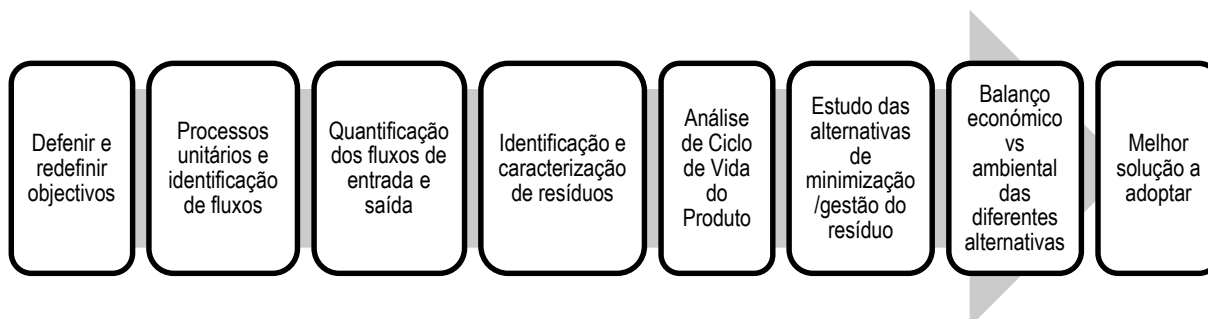 Defenir e
redefinir
objectivos
Processos
unitários e
identificação
de fluxos
Quantificação
dos fluxos de
entrada e
saída
Identificação e
caracterização
de resíduos
Análise
de Ciclo
de Vida
do
Produto
Estudo das
alternativas
de
minimização
/gestão do
resíduo
Balanço
económico
vs
ambiental
das
diferentes
alternativas
Melhor
solução a
adoptar